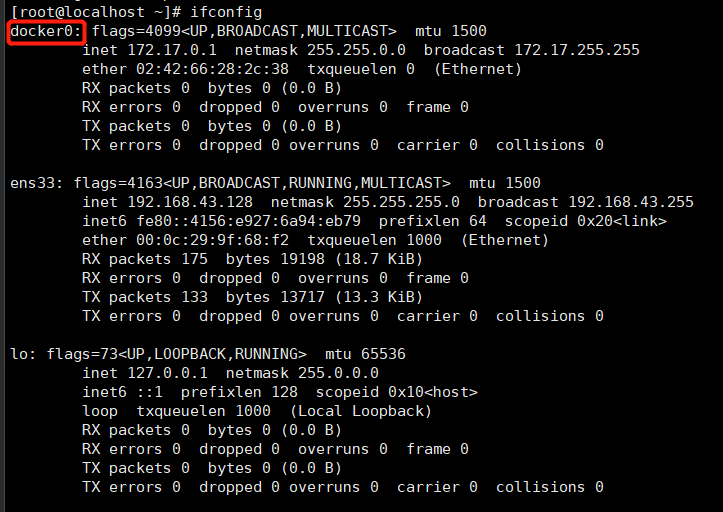 [root@localhost ~]# ifconfig
docker0: flags=4099<UP,BROADCAST,MULTICAST>  mtu 1500
        inet 172.17.0.1  netmask 255.255.0.0  broadcast 172.17.255.255
        ether 02:42:66:28:2c:38  txqueuelen 0  (Ethernet)
        RX packets 0  bytes 0 (0.0 B)
        RX errors 0  dropped 0  overruns 0  frame 0
        TX packets 0  bytes 0 (0.0 B)
        TX errors 0  dropped 0 overruns 0  carrier 0  collisions 0

ens33: flags=4163<UP,BROADCAST,RUNNING,MULTICAST>  mtu 1500
        inet 192.168.43.128  netmask 255.255.255.0  broadcast 192.168.43.255
        inet6 fe80::4156:e927:6a94:eb79  prefixlen 64  scopeid 0x20<link>
        ether 00:0c:29:9f:68:f2  txqueuelen 1000  (Ethernet)
        RX packets 175  bytes 19198 (18.7 KiB)
        RX errors 0  dropped 0  overruns 0  frame 0
        TX packets 133  bytes 13717 (13.3 KiB)
        TX errors 0  dropped 0 overruns 0  carrier 0  collisions 0

lo: flags=73<UP,LOOPBACK,RUNNING>  mtu 65536
        inet 127.0.0.1  netmask 255.0.0.0
        inet6 ::1  prefixlen 128  scopeid 0x10<host>
        loop  txqueuelen 1000  (Local Loopback)
        RX packets 0  bytes 0 (0.0 B)
        RX errors 0  dropped 0  overruns 0  frame 0
        TX packets 0  bytes 0 (0.0 B)
        TX errors 0  dropped 0 overruns 0  carrier 0  collisions 0